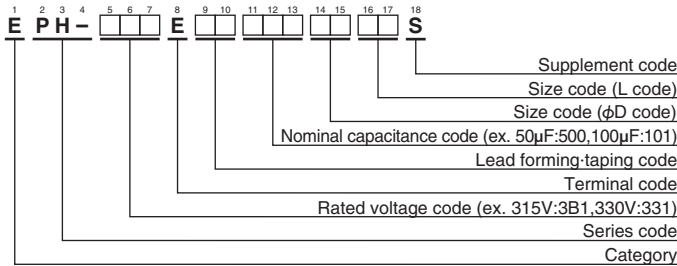 1 2 3 4 5 6 7 8 9 10 11 12 13 14 15 16 17 18
E P H – □□□ E □□ □□□ □□ □□ S
Supplement code
Size code (L code)
Size code (ϕD code)
Nominal capacitance code (ex. 50μF:500,100μF:101)
Lead forming·taping code
Terminal code
Rated voltage code (ex. 315V:3B1,330V:331)
Series code
Category